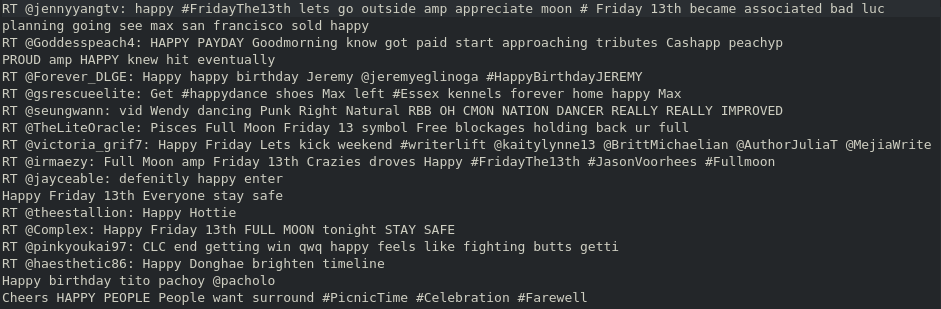 RT @jennyyangtv: happy #FridayThe13th lets go outside amp appreciate moon # Friday 13th became associated bad luc
planning going see max san francisco sold happy
RT @Goddesspeach4: HAPPY PAYDAY Goodmorning know got paid start approaching tributes Cashapp peachyp
PROUD amp HAPPY knew hit eventually
RT @Forever_DLGE: Happy happy birthday Jeremy @jeremyeglinoga #HappyBirthdayJEREMY
RT @gsrescueelite: Get #happydance shoes Max left #Essex kennels forever home happy Max
RT @seungwann: vid Wendy dancing Punk Right Natural RBB OH CMON NATION DANCER REALLY REALLY IMPROVED
RT @TheLiteOracle: Pisces Full Moon Friday 13 symbol Free blockages holding back ur full
RT @victoria_grif7: Happy Friday Lets kick weekend #writerlift @kaitylynne13 @BrittMichaelian @AuthorJuliaT @MejiaWrite
RT @irmaezy: Full Moon amp Friday 13th Crazies droves Happy #FridayThe13th #JasonVoorhees #Fullmoon
RT @jayceable: defenitly happy enter
Happy Friday 13th Everyone stay safe
RT @theestallion: Happy Hottie
RT @Complex: Happy Friday 13th FULL MOON tonight STAY SAFE
RT @pinkyoukai97: CLC end getting win qwq happy feels like fighting butts getti
RT @haesthetic86: Happy Donghae brighten timeline
Happy birthday tito pachoy @pacholo
Cheers HAPPY PEOPLE People want surround #PicnicTime #Celebration #Farewell